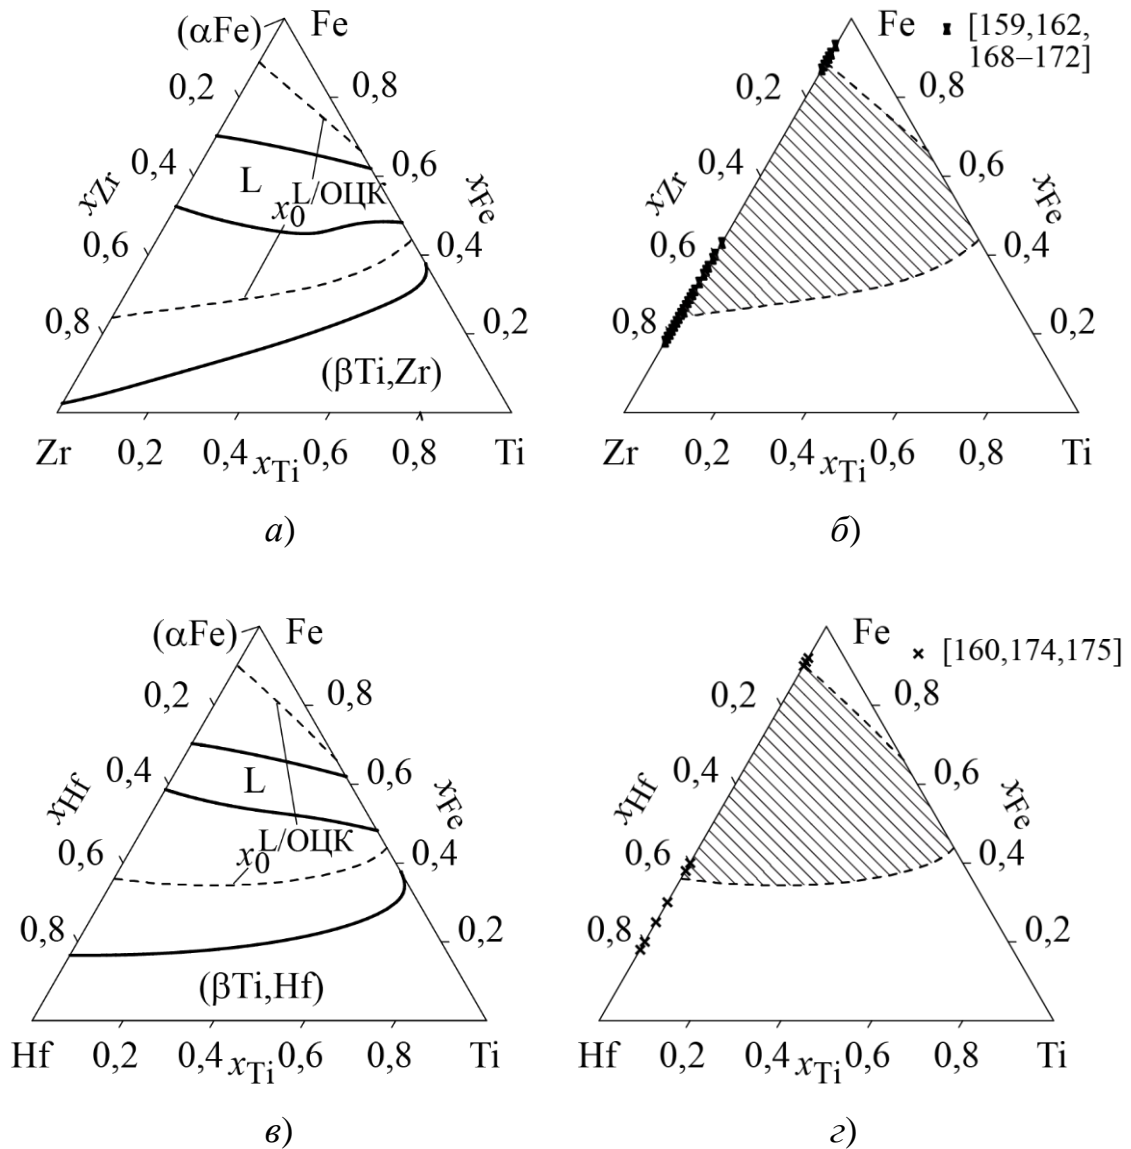 (αFe) Fe
0,2 0,8
0,4 0,6
xZr L xFe
x0L/ОЦК
0,6 0,4
0,8 0,2
(βTi,Zr)
Zr 0,2 0,4 xTi 0,6 0,8 Ti
а)
Fe [159,162,
168–172]
0,2 0,8
0,4 0,6
xZr xFe
0,6 0,4
0,8 0,2
Zr 0,2 0,4 xTi 0,6 0,8 Ti
б)
(αFe) Fe
0,2 0,8
0,4 L 0,6
xHf xFe
x0L/ОЦК
0,6 0,4
0,8 0,2
(βTi,Hf)
Hf 0,2 0,4 xTi 0,6 0,8 Ti
в)
Fe [160,174,175]
0,2 0,8
0,4 0,6
xHf xFe
0,6 0,4
0,8 0,2
Hf 0,2 0,4 xTi 0,6 0,8 Ti
г)